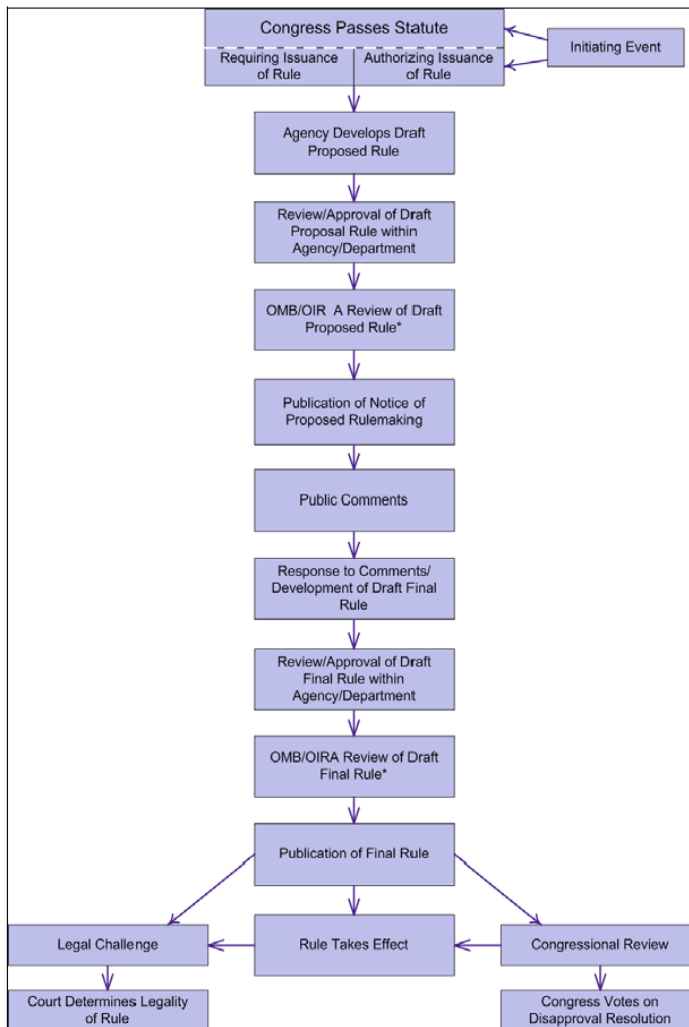 Congress Passes Statute
Initiating Event
Requiring Issuance
of Rule
Authorizing Issuance
of Rule
Agency Develops Draft
Proposed Rule
Review/Approval of Draft
Proposal Rule within
Agency/Department
OMB/OIR A Review of Draft
Proposed Rule*
Publication of Notice of
Proposed Rulemaking
Public Comments
Response to Comments/
Development of Draft Final
Rule
Review/Approval of Draft
Final Rule within
Agency/Department
OMB/OIRA Review of Draft
Final Rule*
Publication of Final Rule
Legal Challenge
Rule Takes Effect
Congressional Review
Court Determines Legality
of Rule
Congress Votes on
Disapproval Resolution